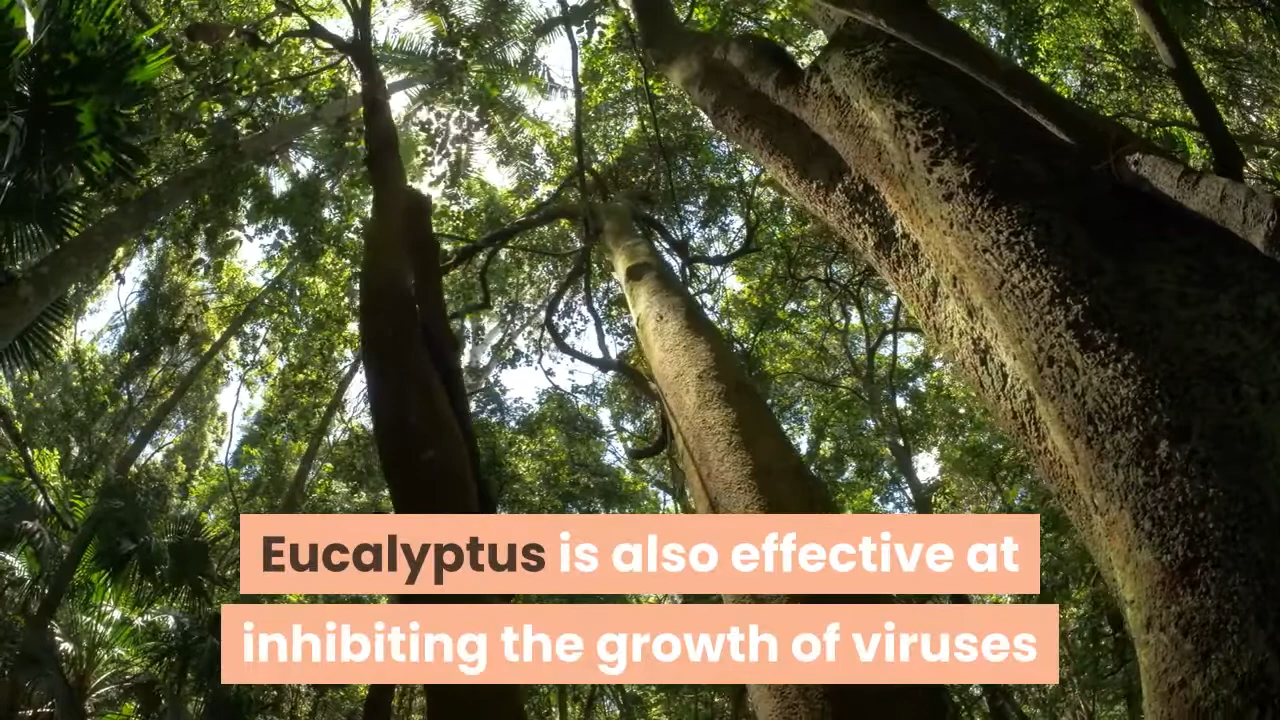 Eucalyptus is also effective at
inhibiting the growth of viruses